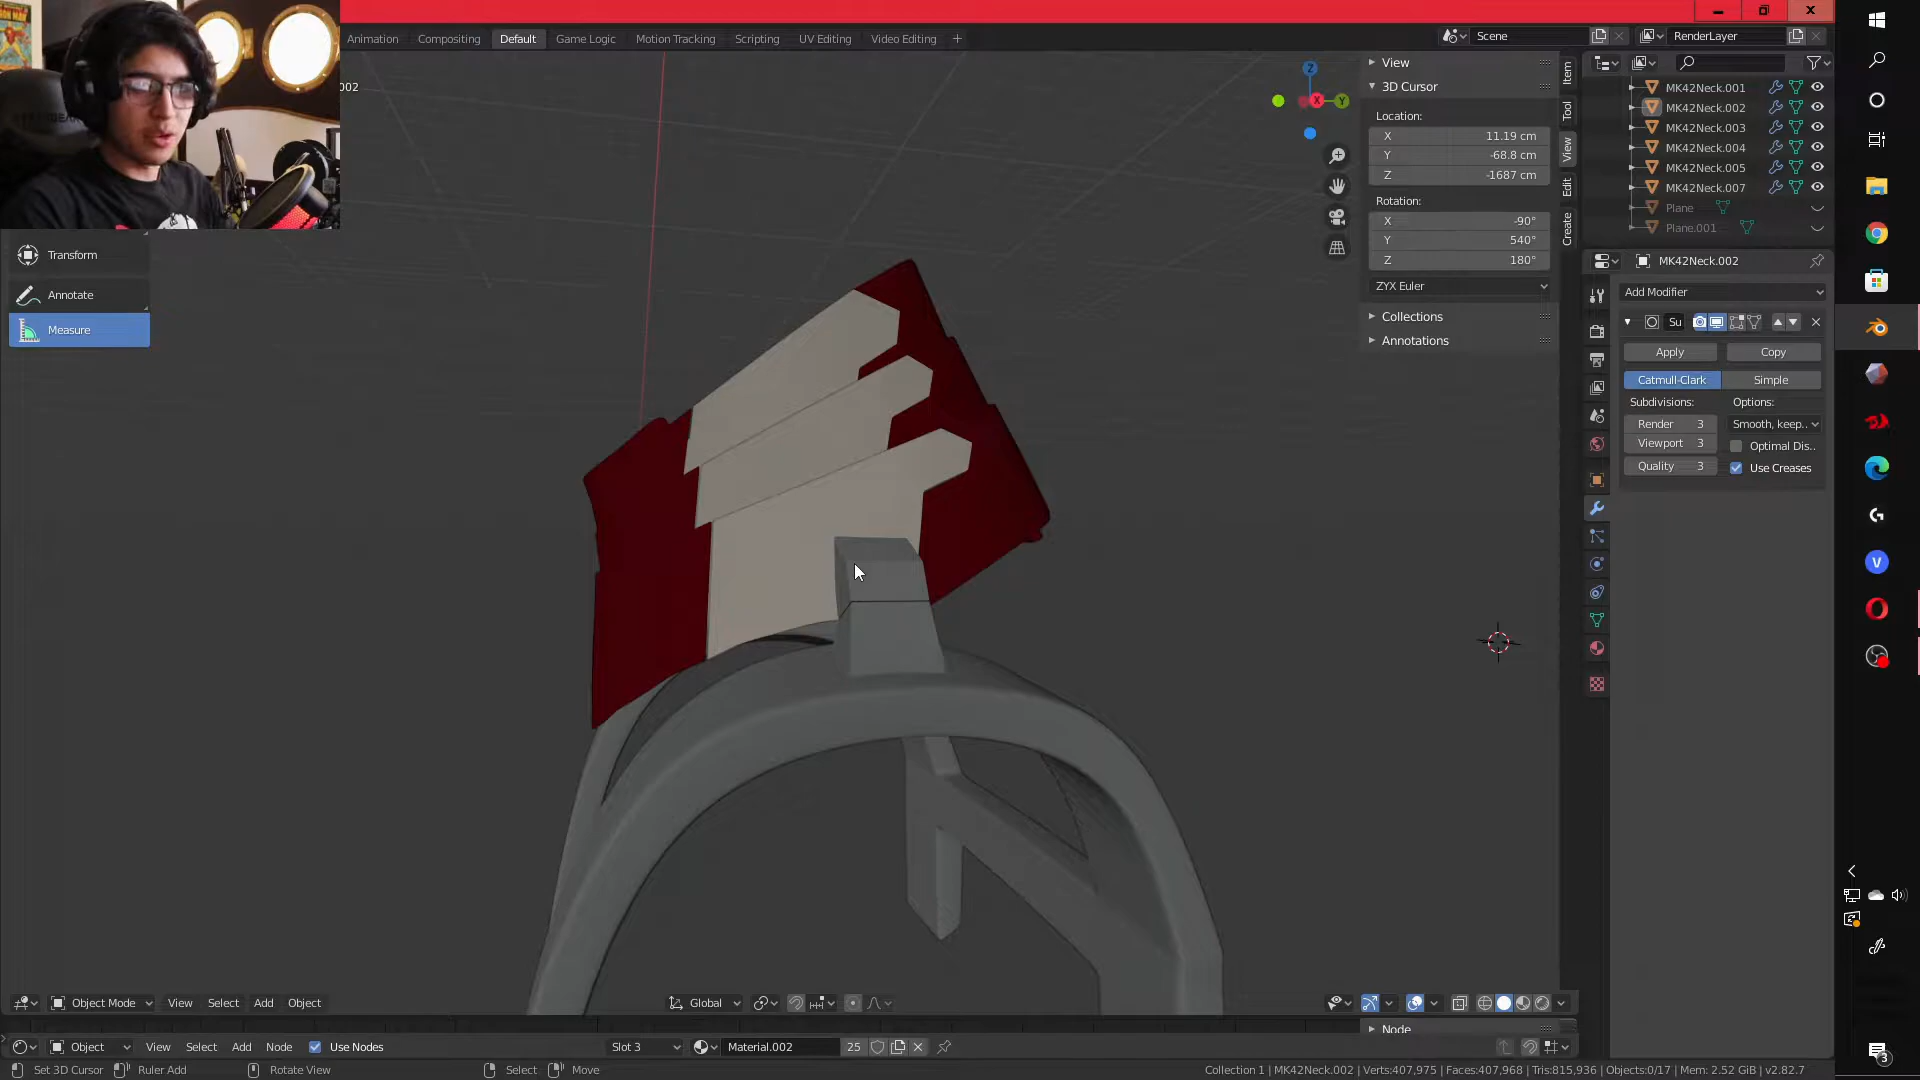 Animation
Compositing
Default
Game Logic
Motion Tracking
Scripting
UV Editing
Video Editing
+
Scene
RenderLayer
002
Transform
Annotate
Measure
View
3D Cursor
Location:
X 11.19 cm
Y -68.8 cm
Z -1687 cm
Rotation:
X -90°
Y 540°
Z 180°
ZYX Euler
Collections
Annotations
Item
Tool
View
Edit
Create
Z
X
Y
MK42Neck.001
MK42Neck.002
MK42Neck.003
MK42Neck.004
MK42Neck.005
MK42Neck.007
Plane
Plane.001
MK42Neck.002
Add Modifier
Su
Apply
Copy
Catmull-Clark
Simple
Subdivisions:
Options:
Render 3
Smooth, keep..
Viewport 3
Optimal Dis..
Quality 3
Use Creases
Object Mode
View
Select
Add
Object
Global
Node
Object
View
Select
Add
Node
Use Nodes
Slot 3
Material.002
25
Set 3D Cursor
Ruler Add
Rotate View
Select
Move
Collection 1 | MK42Neck.002 | Verts:407,975 | Faces:407,968 | Tris:815,936 | Objects:0/17 | Mem: 2.52 GiB | v2.82.7
3